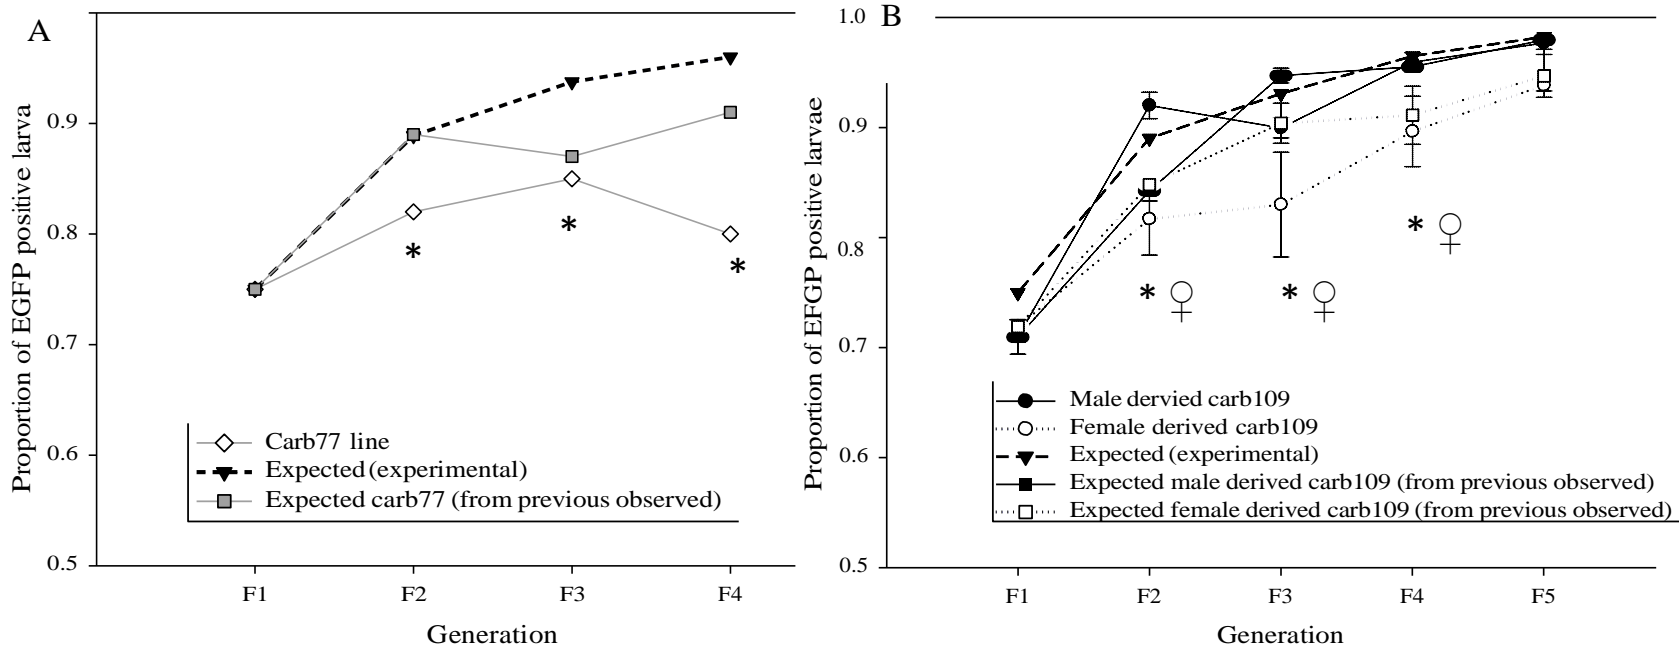 A
Proportion of EGFP positive larva
0.9
0.8
0.7
0.6
0.5
Carb77 line
Expected (experimental)
Expected carb77 (from previous observed)
*
*
*
F1 F2 F3 F4
Generation
B
Proportion of EFGP positive larvae
1.0
0.9
0.8
0.7
0.6
0.5
* ♀
* ♀
* ♀
Male dervied carb109
Female derived carb109
Expected (experimental)
Expected male derived carb109 (from previous observed)
Expected female derived carb109 (from previous observed)
F1 F2 F3 F4 F5
Generation